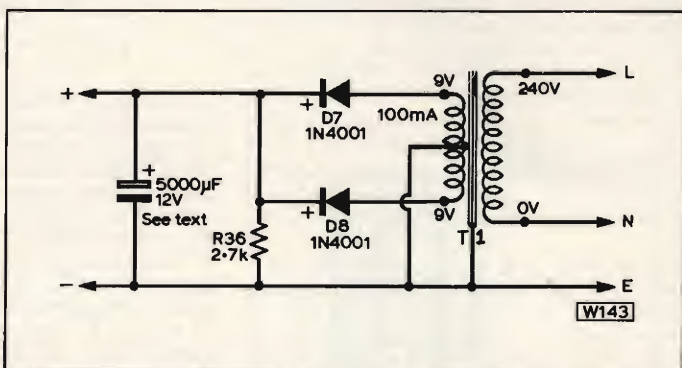 +
+
5000µF
12V
See text
R36
2·7k
+
D7
1N4001
+
D8
1N4001
9V
100mA
9V
T1
240V
0V
L
N
E
-
W143